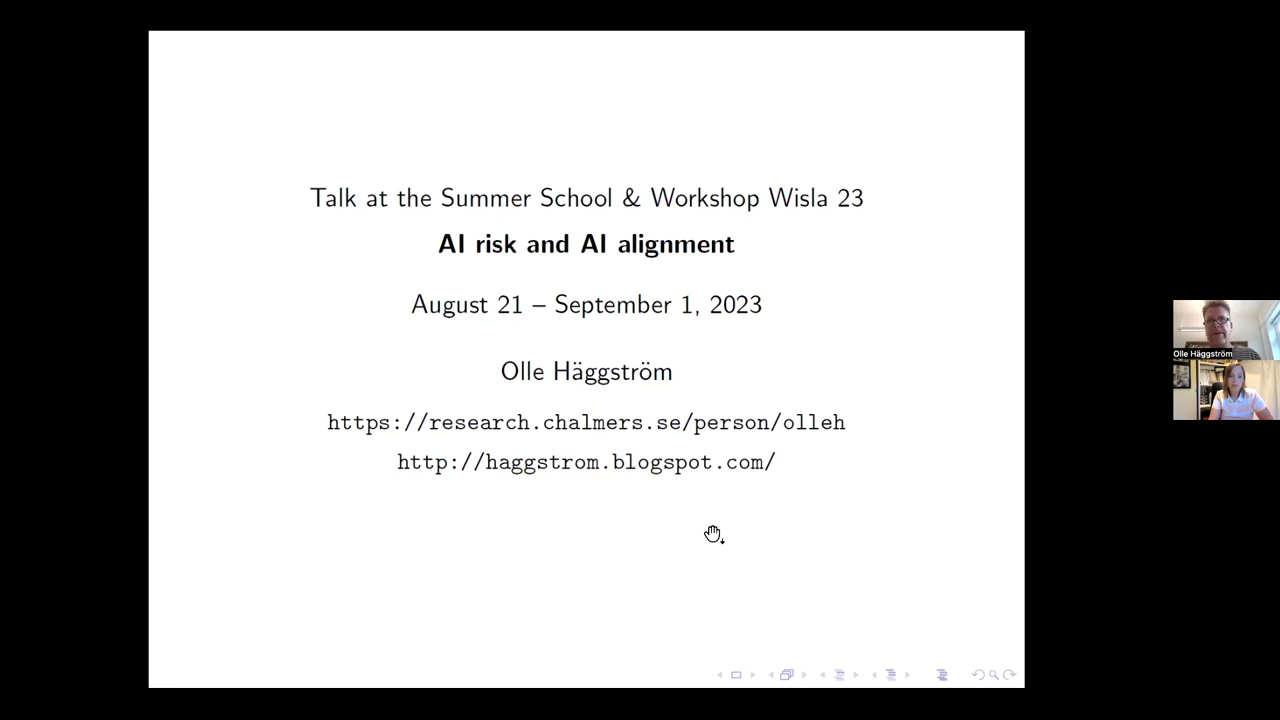 Talk at the Summer School & Workshop Wisla 23
AI risk and AI alignment
August 21 – September 1, 2023
Olle Häggström
https://research.chalmers.se/person/olleh
http://haggstrom.blogspot.com/
Olle Häggström